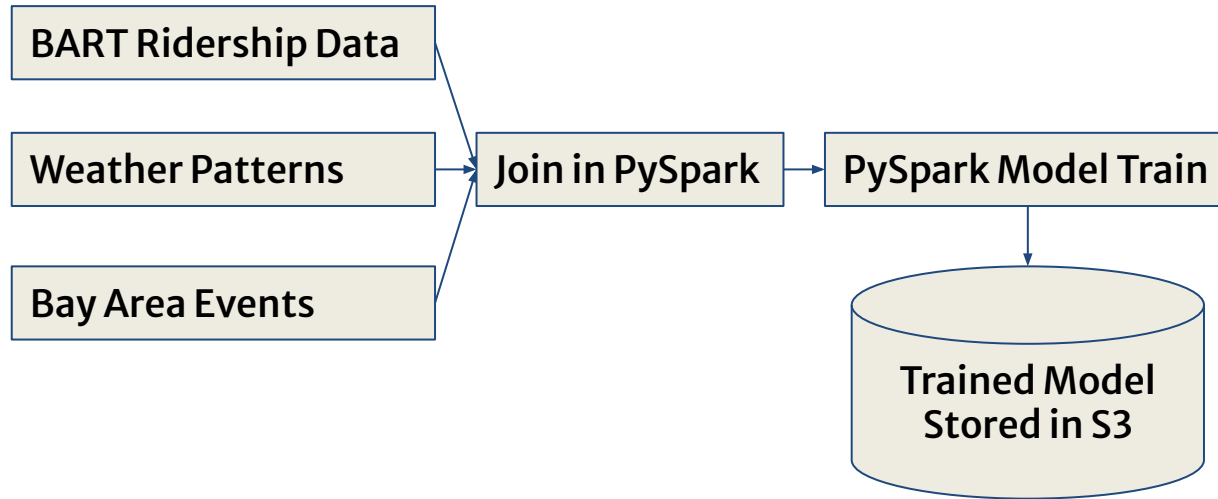 BART Ridership Data
Weather Patterns
Bay Area Events
Join in PySpark
PySpark Model Train
Trained Model
Stored in S3